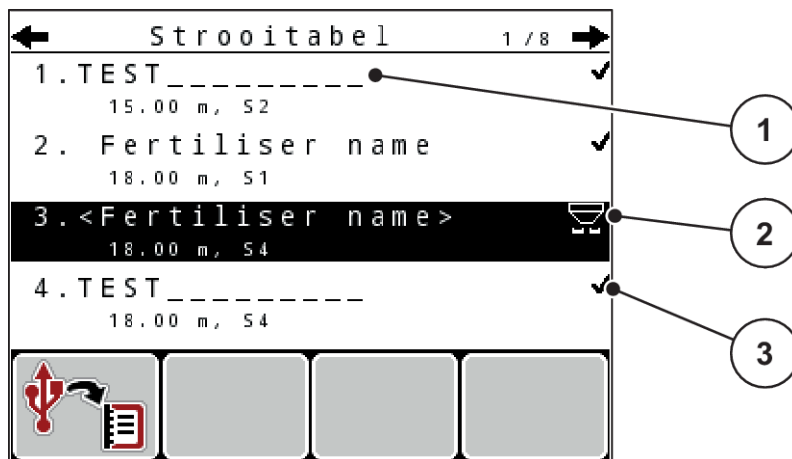 Strooitabel 1/8
1.TEST_________
15.00 m, S2
2. Fertiliser name
18.00 m, S1
3.<Fertiliser name>
18.00 m, S4
4.TEST_________
18.00 m, S4
1
2
3